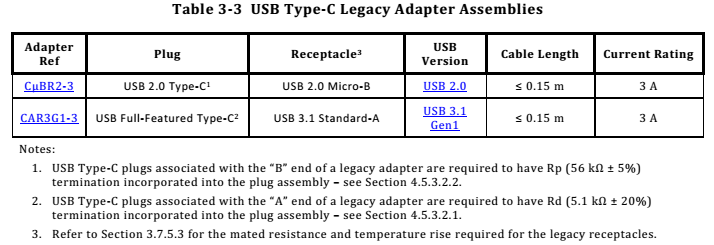 Table 3-3 USB Type-C Legacy Adapter Assemblies
Adapter Ref Plug Receptacle³ USB Version Cable Length Current Rating
CµBR2-3 USB 2.0 Type-C¹ USB 2.0 Micro-B USB 2.0 ≤ 0.15 m 3 A
CAR3G1-3 USB Full-Featured Type-C² USB 3.1 Standard-A USB 3.1 Gen1 ≤ 0.15 m 3 A
Notes:
1. USB Type-C plugs associated with the “B” end of a legacy adapter are required to have Rp (56 kΩ ± 5%)
termination incorporated into the plug assembly – see Section 4.5.3.2.2.
2. USB Type-C plugs associated with the “A” end of a legacy adapter are required to have Rd (5.1 kΩ ± 20%)
termination incorporated into the plug assembly – see Section 4.5.3.2.1.
3. Refer to Section 3.7.5.3 for the mated resistance and temperature rise required for the legacy receptacles.